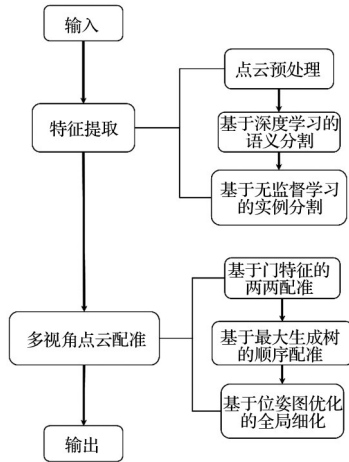 输入
特征提取
点云预处理
基于深度学习的
语义分割
基于无监督学习
的实例分割
多视角点云配准
基于门特征的
两两配准
基于最大生成树
的顺序配准
基于位姿图优化
的全局细化
输出